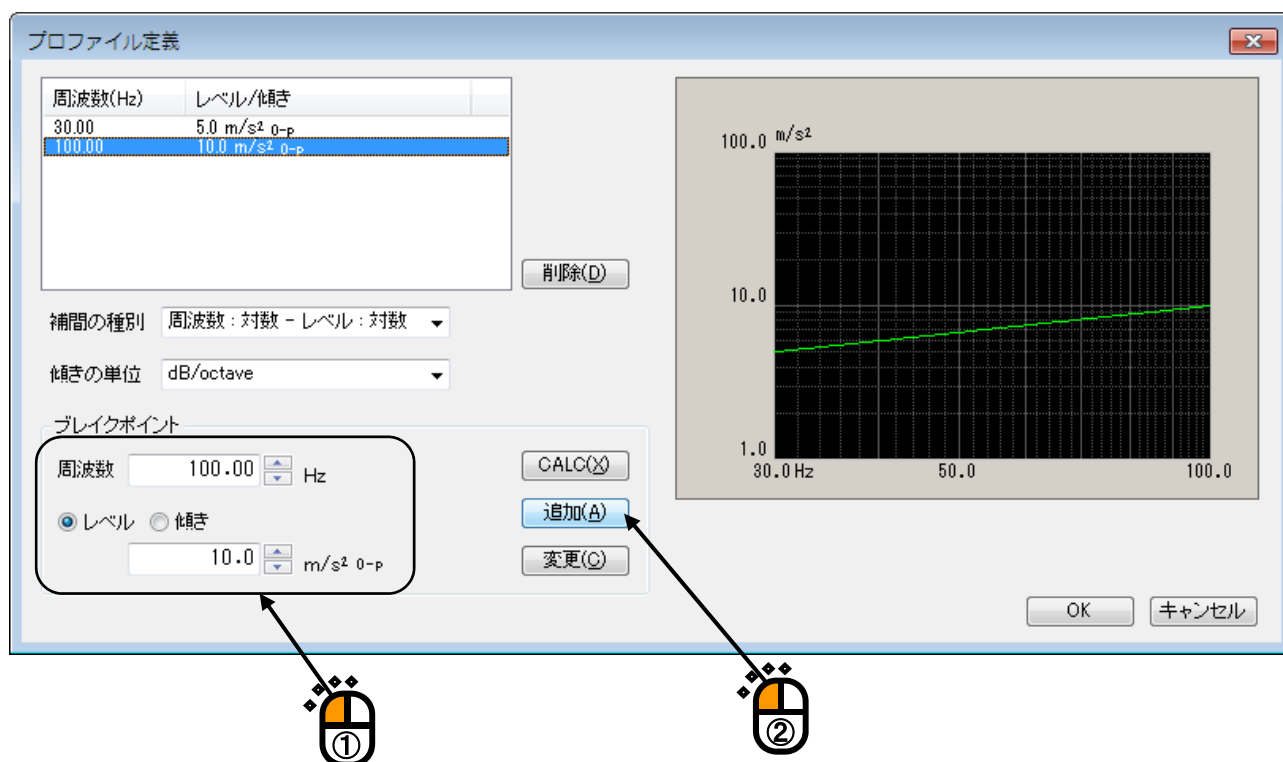 プロファイル定義
周波数(Hz) レベル/傾き
30.00 5.0 m/s² 0-p
100.00 10.0 m/s² 0-p
削除(D)
補間の種別 周波数 : 対数 - レベル : 対数
傾きの単位 dB/octave
ブレイクポイント
周波数 100.00 Hz
レベル 傾き
10.0 m/s² 0-P
CALC(X)
追加(A)
変更(C)
100.0 m/s²
10.0
1.0
30.0Hz 50.0 100.0
OK キャンセル
① ②